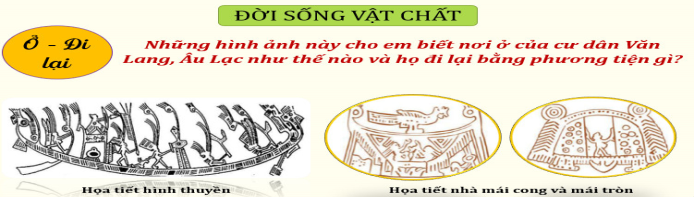 ĐỜI SỐNG VẬT CHẤT
Ở - Đi
lại
Những hình ảnh này cho em biết nơi ở của cư dân Văn
Lang, Âu Lạc như thế nào và họ đi lại bằng phương tiện gì?
Họa tiết hình thuyền
Họa tiết nhà mái cong và mái tròn